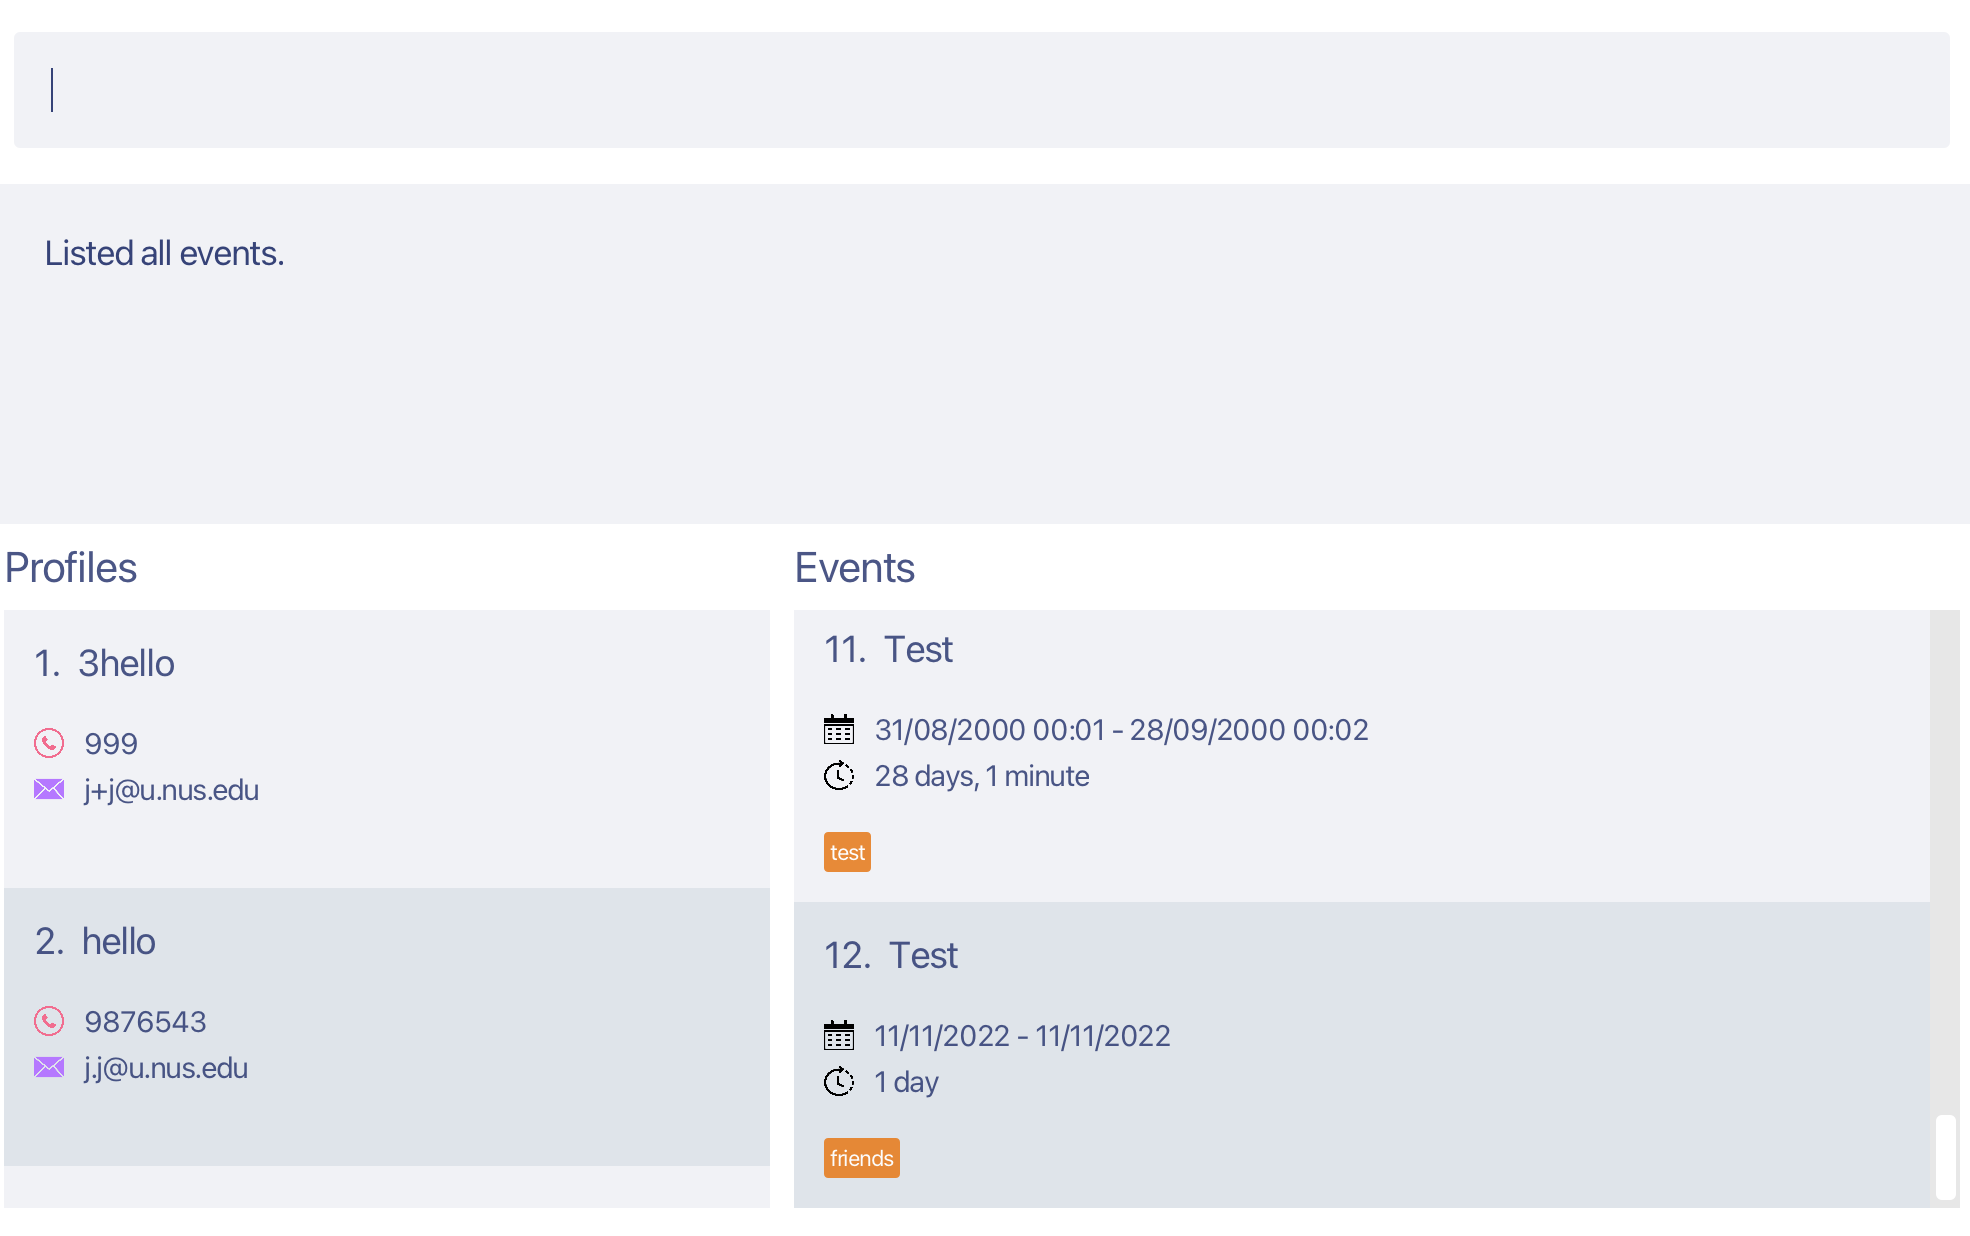 Listed all events.
Profiles
1. 3hello
999
j+j@u.nus.edu
2. hello
9876543
j.j@u.nus.edu
Events
11. Test
31/08/2000 00:01 - 28/09/2000 00:02
28 days, 1 minute
test
12. Test
11/11/2022 - 11/11/2022
1 day
friends